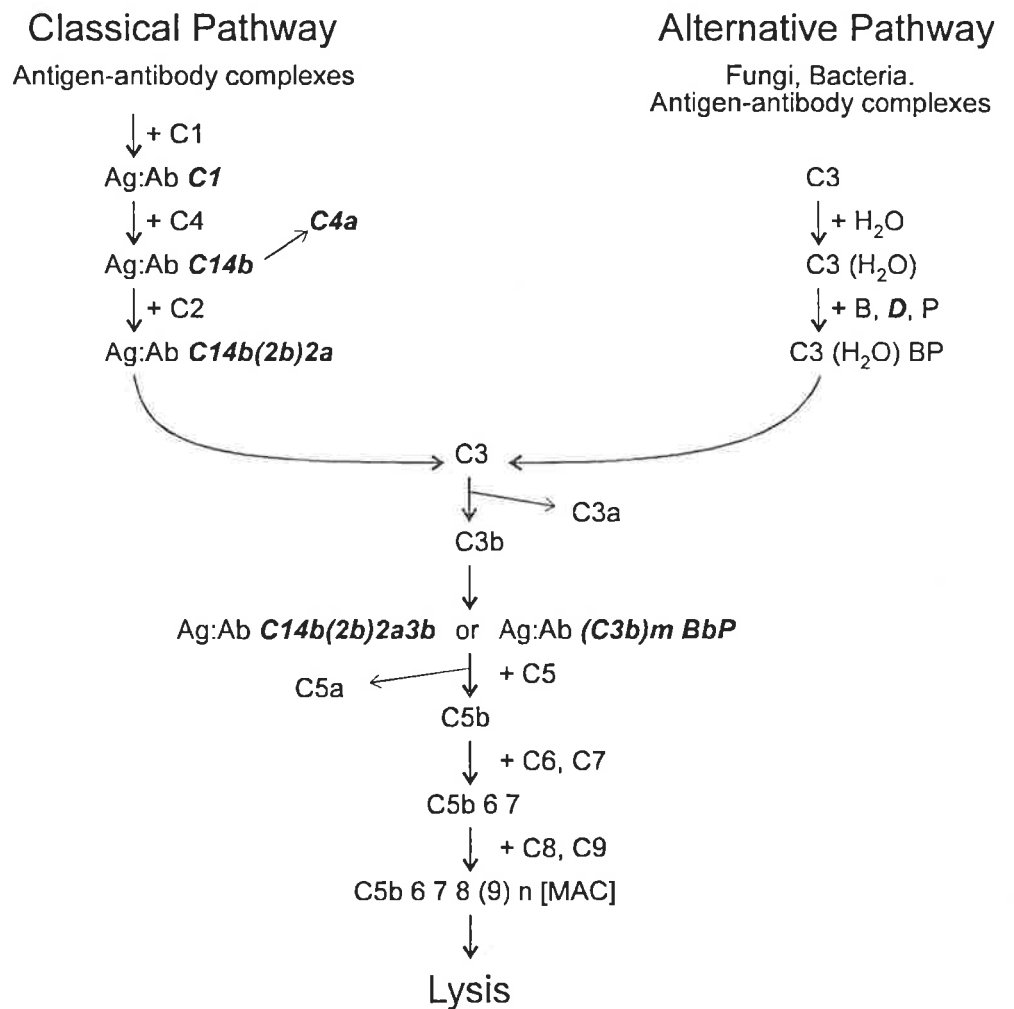 Classical Pathway
Antigen-antibody complexes
+ C1
Ag:Ab C1
+ C4
C4a
Ag:Ab C14b
+ C2
Ag:Ab C14b(2b)2a
Alternative Pathway
Fungi, Bacteria.
Antigen-antibody complexes
C3
+ H₂O
C3 (H₂O)
+ B, D, P
C3 (H₂O) BP
C3
C3a
C3b
Ag:Ab C14b(2b)2a3b or Ag:Ab (C3b)m BbP
+ C5
C5a
C5b
+ C6, C7
C5b 6 7
+ C8, C9
C5b 6 7 8 (9) n [MAC]
Lysis